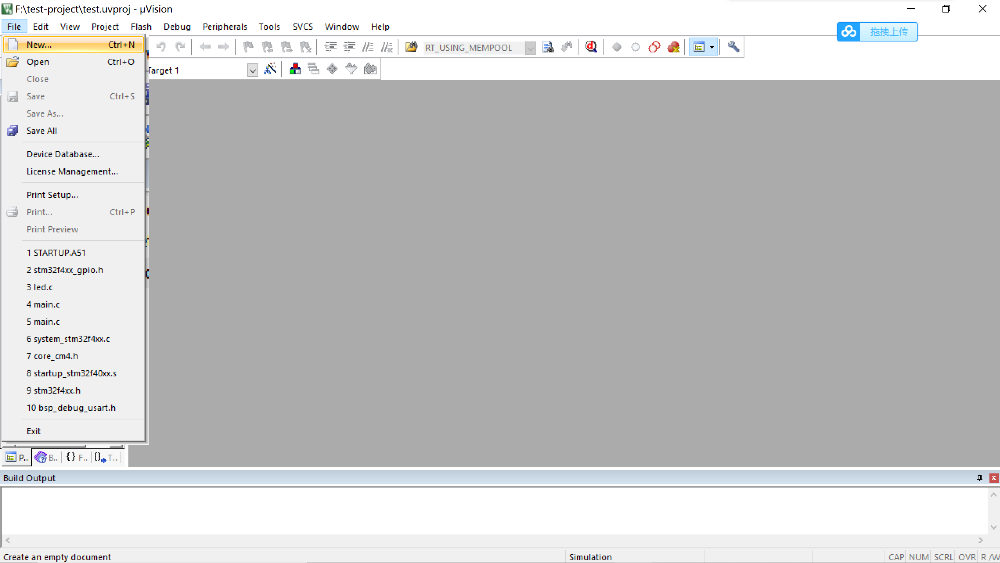 F:\test-project\test.uvproj - µVision
File Edit View Project Flash Debug Peripherals Tools SVCS Window Help
拖拽上传
New... Ctrl+N
RT_USING_MEMPOOL
Open Ctrl+O
Target 1
Close
Save Ctrl+S
Save As...
Save All
Device Database...
License Management...
Print Setup...
Print... Ctrl+P
Print Preview
1 STARTUP.A51
2 stm32f4xx_gpio.h
3 led.c
4 main.c
5 main.c
6 system_stm32f4xx.c
7 core_cm4.h
8 startup_stm32f40xx.s
9 stm32f4xx.h
10 bsp_debug_usart.h
Exit
P.. B.. {} F.. T..
Build Output
Create an empty document Simulation CAP NUM SCRL OVR R/W